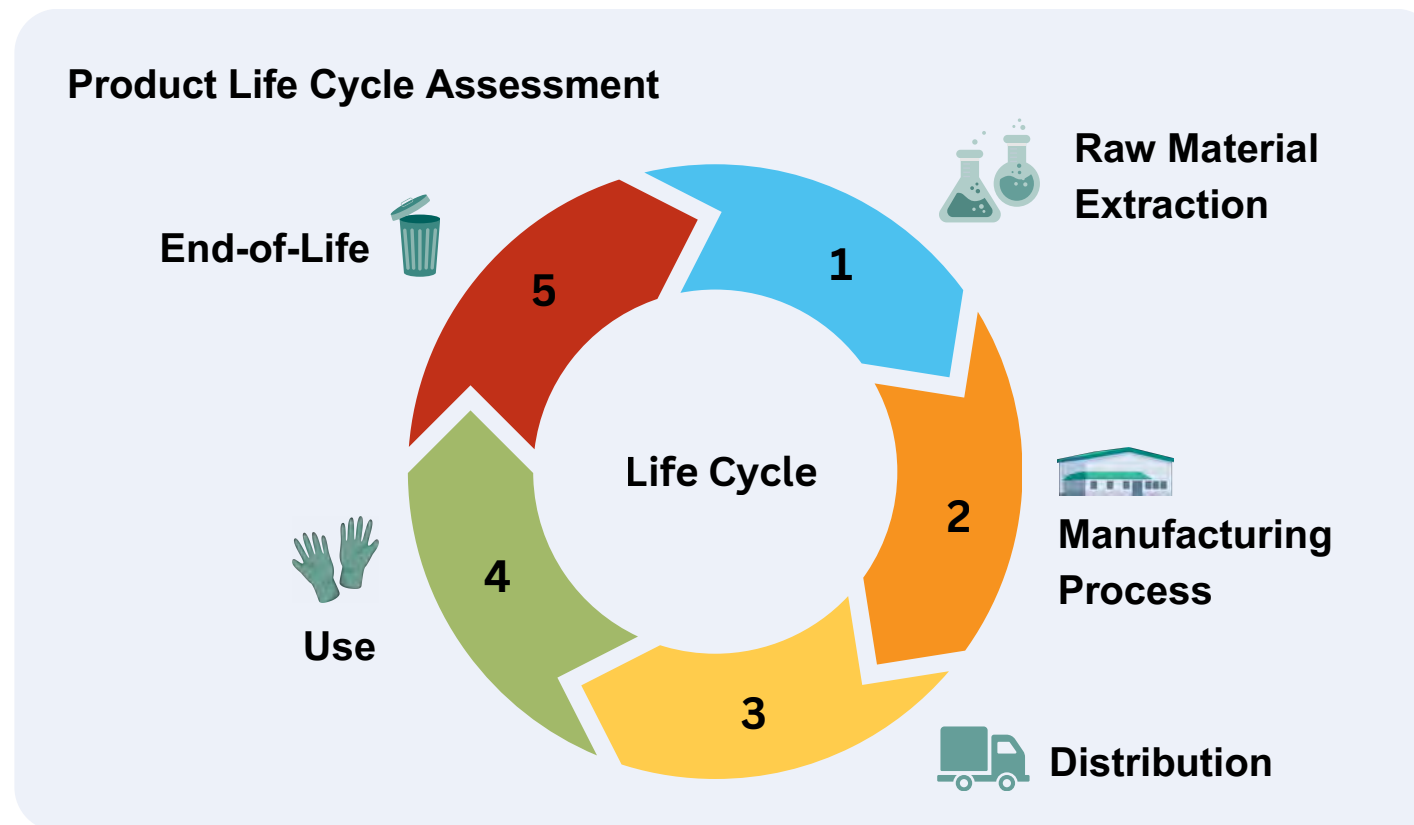 Product Life Cycle Assessment
Raw Material
Extraction
End-of-Life
1
5
Life Cycle
2
Manufacturing
Process
4
Use
3
Distribution